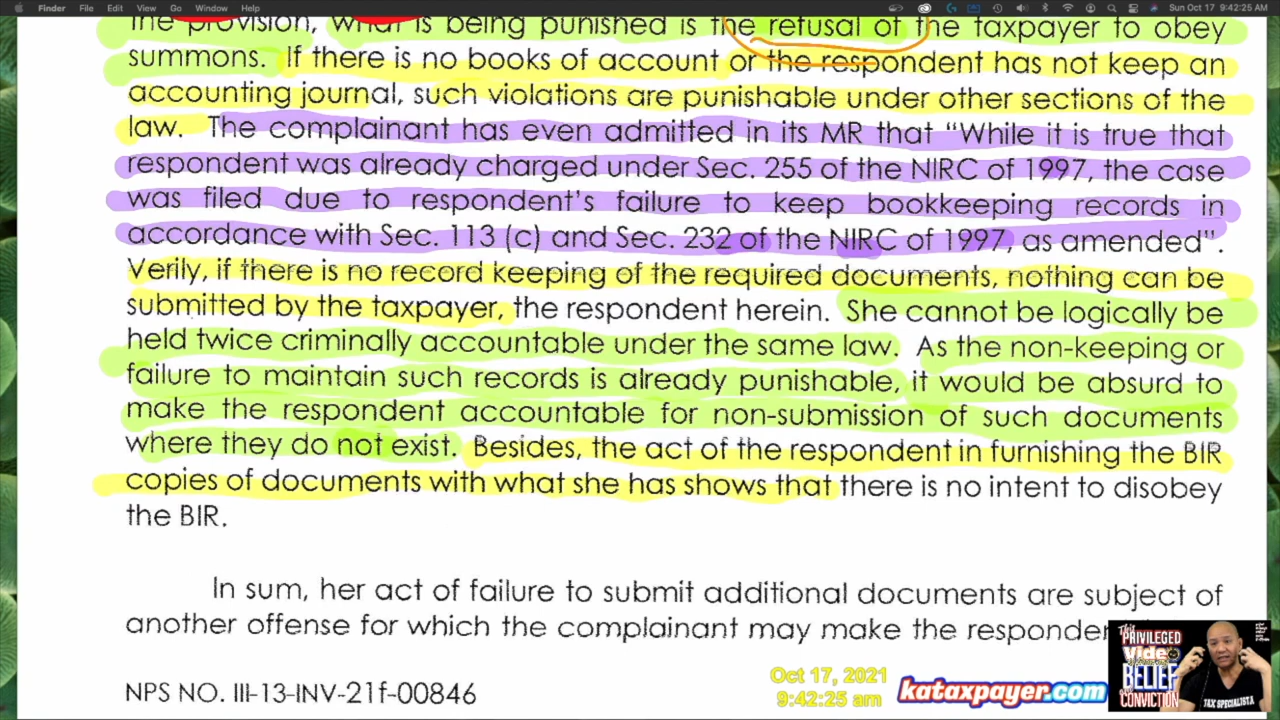 Finder File Edit View Go Window Help Sun Oct 17 9:42:25 AM
the provision, what is being punished is the refusal of the taxpayer to obey
summons. If there is no books of account or the respondent has not keep an
accounting journal, such violations are punishable under other sections of the
law. The complainant has even admitted in its MR that “While it is true that
respondent was already charged under Sec. 255 of the NIRC of 1997, the case
was filed due to respondent’s failure to keep bookkeeping records in
accordance with Sec. 113 (c) and Sec. 232 of the NIRC of 1997, as amended”.
Verily, if there is no record keeping of the required documents, nothing can be
submitted by the taxpayer, the respondent herein. She cannot be logically be
held twice criminally accountable under the same law. As the non-keeping or
failure to maintain such records is already punishable, it would be absurd to
make the respondent accountable for non-submission of such documents
where they do not exist. Besides, the act of the respondent in furnishing the BIR
copies of documents with what she has shows that there is no intent to disobey
the BIR.
In sum, her act of failure to submit additional documents are subject of
another offense for which the complainant may make the responden
NPS NO. III-13-INV-21f-00846
Oct 17, 2021
9:42:25 am
kataxpayer.com
This
PRIVILEGED
Video
BELIEF
CONVICTION
TAX SPECIALISTA